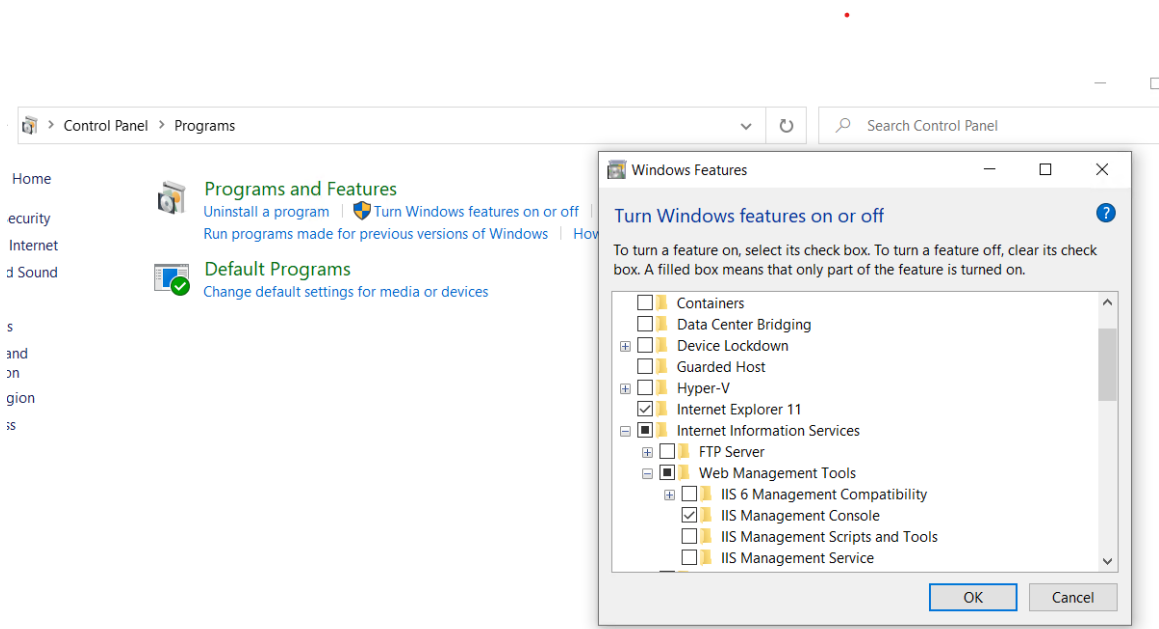 Control Panel > Programs
Search Control Panel
Home
ecurity
Internet
d Sound
s
and
on
gion
ss
Programs and Features
Uninstall a program | Turn Windows features on or off |
Run programs made for previous versions of Windows | How
Default Programs
Change default settings for media or devices
Windows Features
Turn Windows features on or off
?
To turn a feature on, select its check box. To turn a feature off, clear its check
box. A filled box means that only part of the feature is turned on.
Containers
Data Center Bridging
Device Lockdown
Guarded Host
Hyper-V
Internet Explorer 11
Internet Information Services
FTP Server
Web Management Tools
IIS 6 Management Compatibility
IIS Management Console
IIS Management Scripts and Tools
IIS Management Service
OK
Cancel